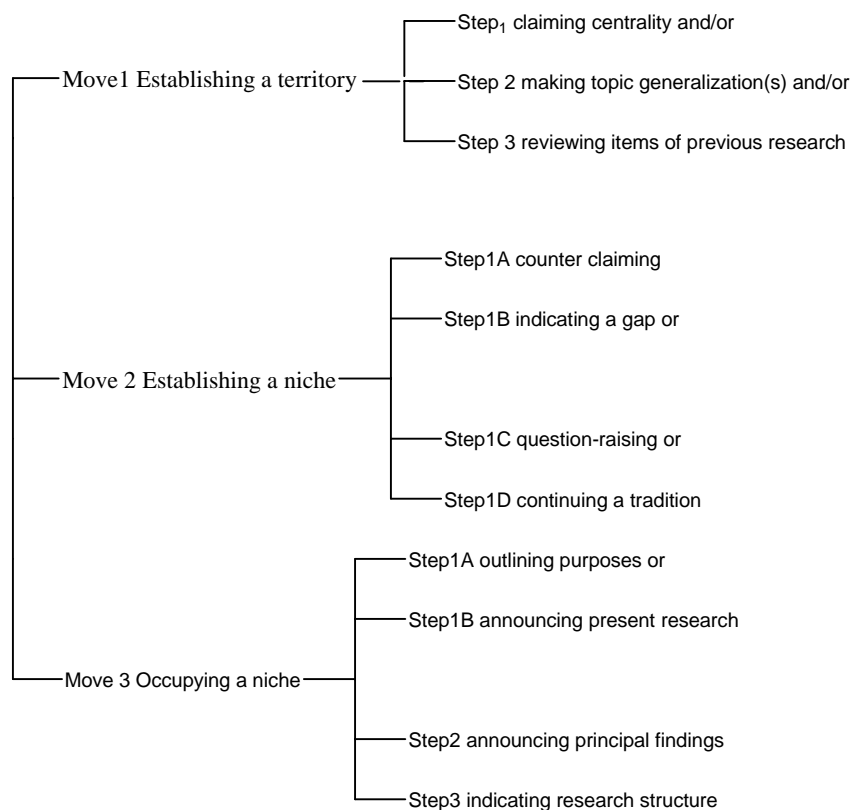 Step1 claiming centrality and/or
Move1 Establishing a territory
Step 2 making topic generalization(s) and/or
Step 3 reviewing items of previous research
Step1A counter claiming
Step1B indicating a gap or
Move 2 Establishing a niche
Step1C question-raising or
Step1D continuing a tradition
Step1A outlining purposes or
Step1B announcing present research
Move 3 Occupying a niche
Step2 announcing principal findings
Step3 indicating research structure